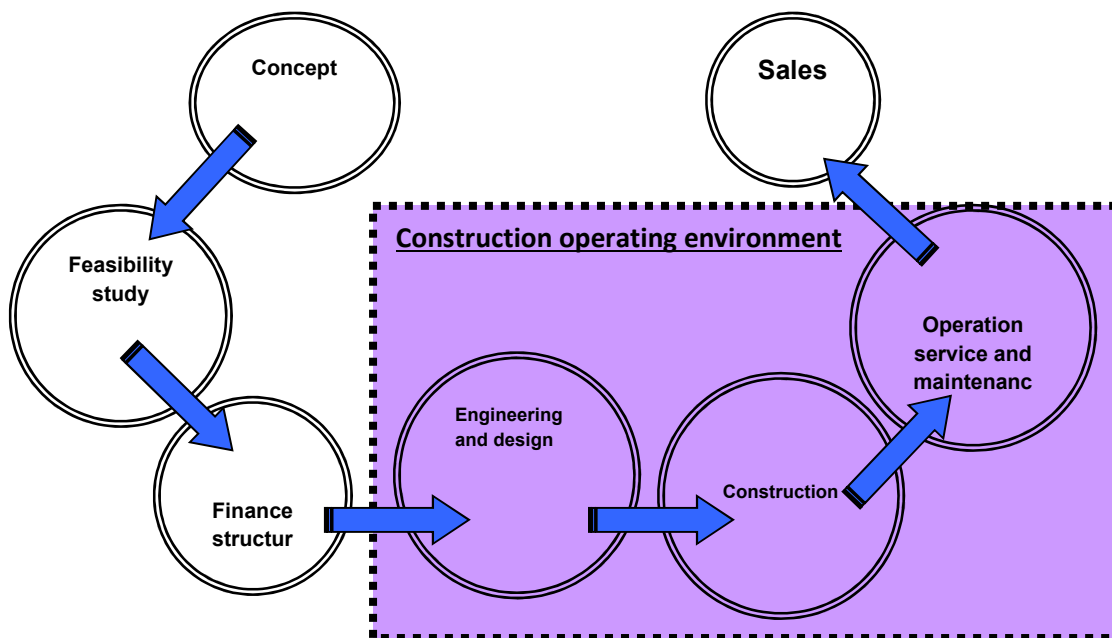 Concept
Sales
Construction operating environment
Feasibility
study
Operation
service and
maintenanc
Engineering
and design
Construction
Finance
structur